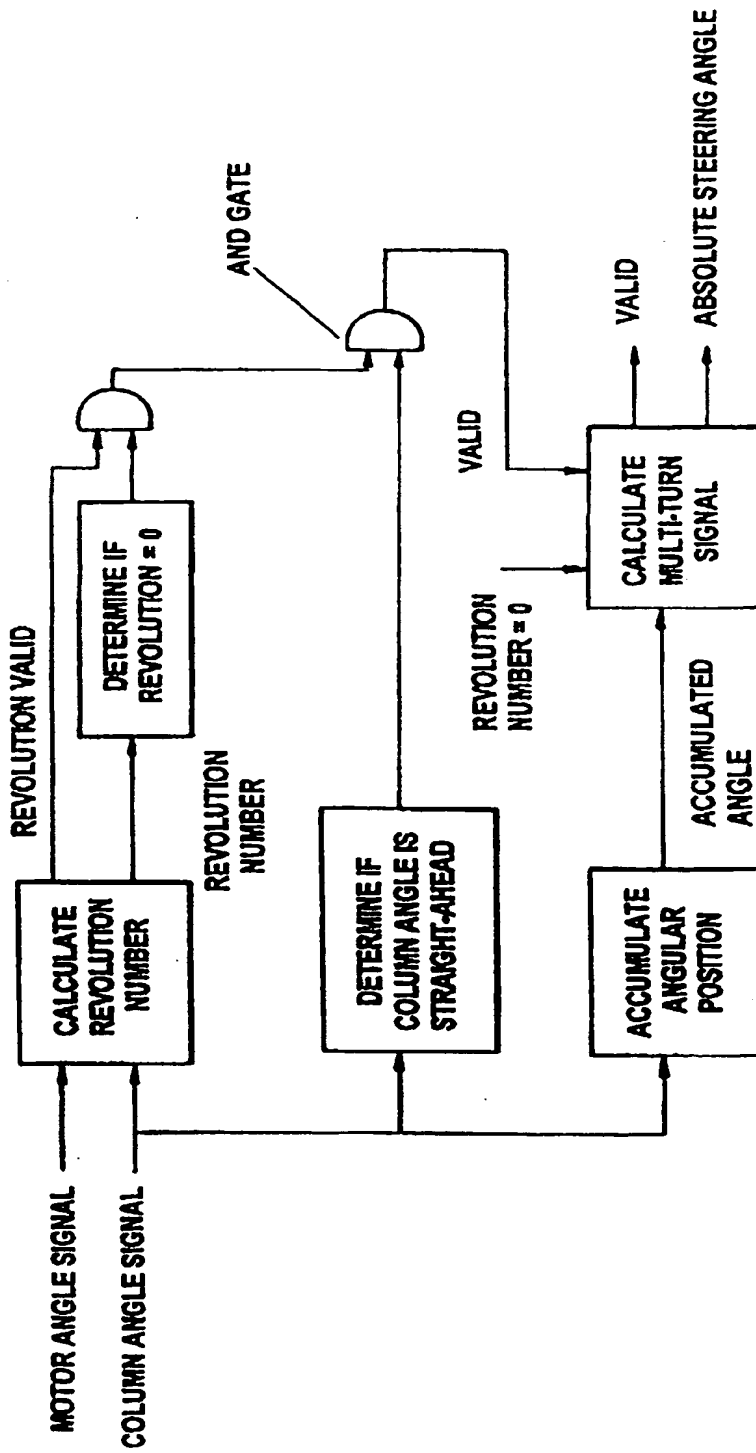 MOTOR ANGLE SIGNAL
COLUMN ANGLE SIGNAL
CALCULATE
REVOLUTION
NUMBER
REVOLUTION VALID
REVOLUTION
NUMBER
DETERMINE IF
REVOLUTION = 0
AND GATE
DETERMINE IF
COLUMN ANGLE IS
STRAIGHT-AHEAD
REVOLUTION
NUMBER = 0
VALID
ACCUMULATE
ANGULAR
POSITION
ACCUMULATED
ANGLE
CALCULATE
MULTI-TURN
SIGNAL
VALID
ABSOLUTE STEERING ANGLE